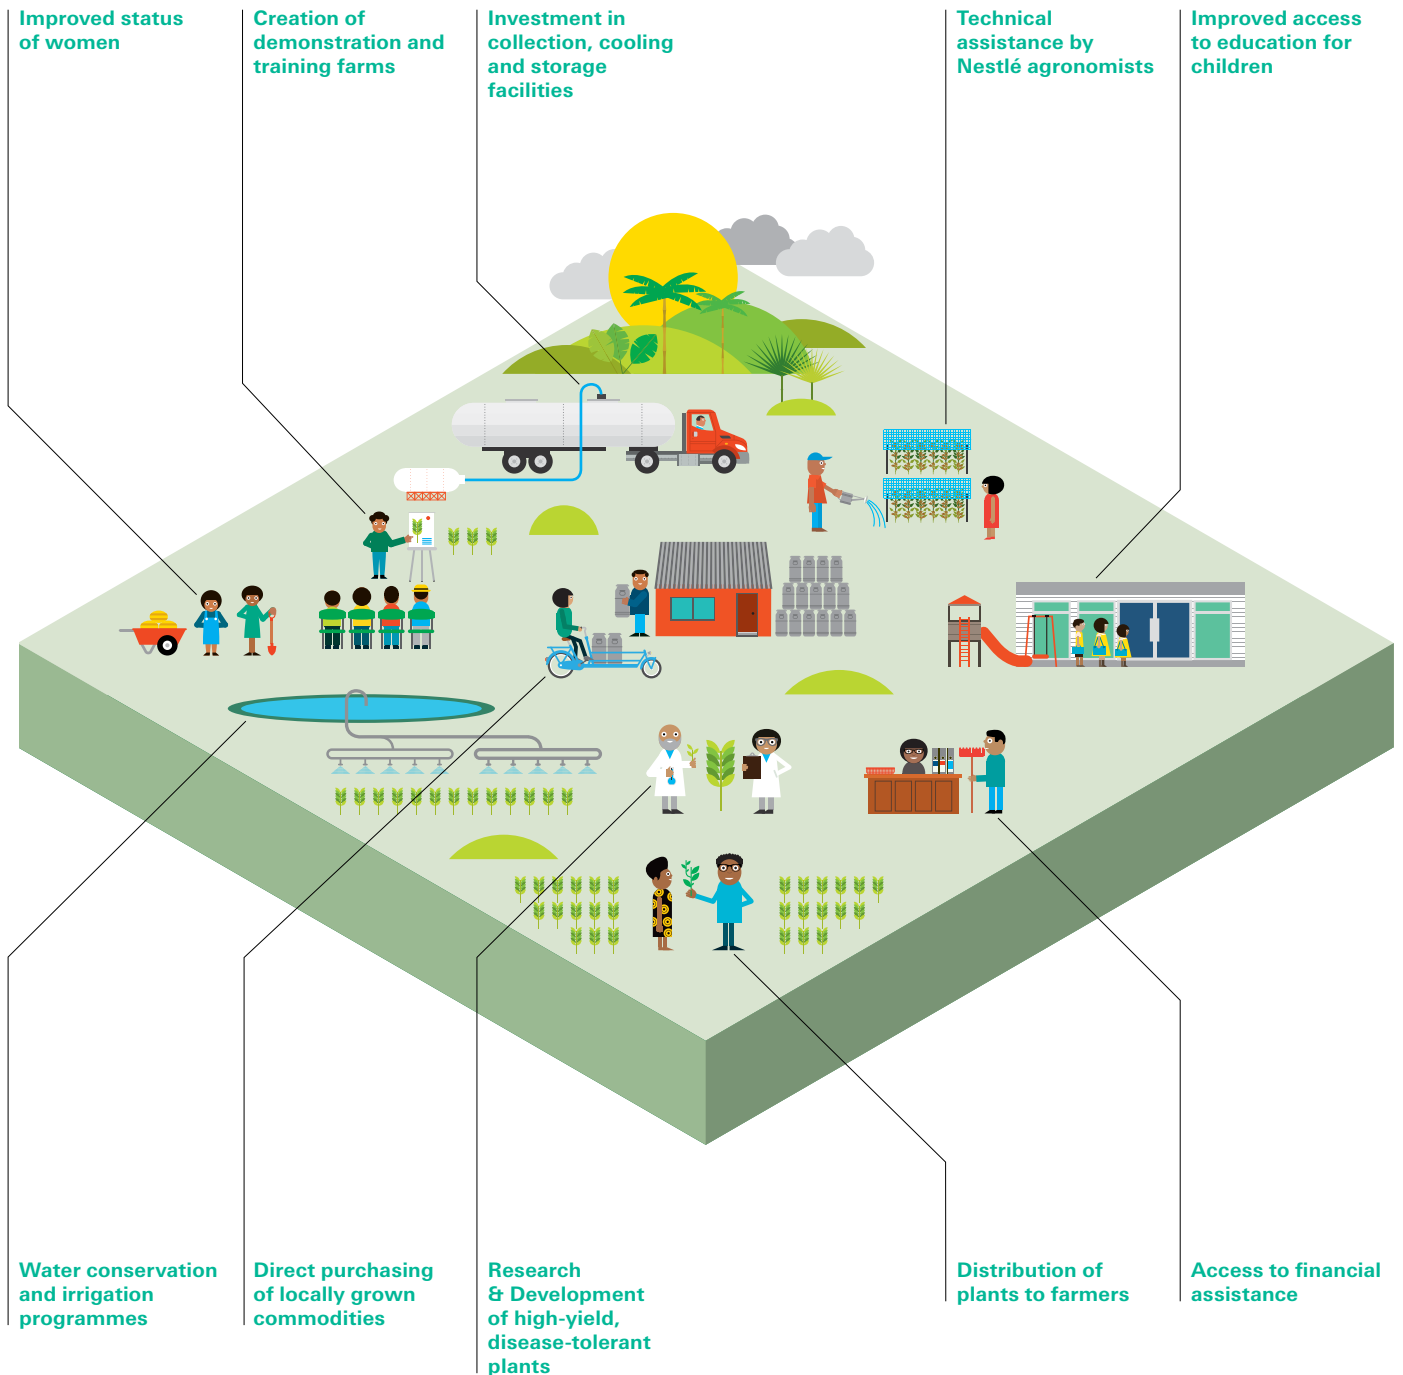 Improved status
of women
Creation of
demonstration and
training farms
Investment in
collection, cooling
and storage
facilities
Technical
assistance by
Nestlé agronomists
Improved access
to education for
children
Water conservation
and irrigation
programmes
Direct purchasing
of locally grown
commodities
Research
& Development
of high-yield,
disease-tolerant
plants
Distribution of
plants to farmers
Access to financial
assistance